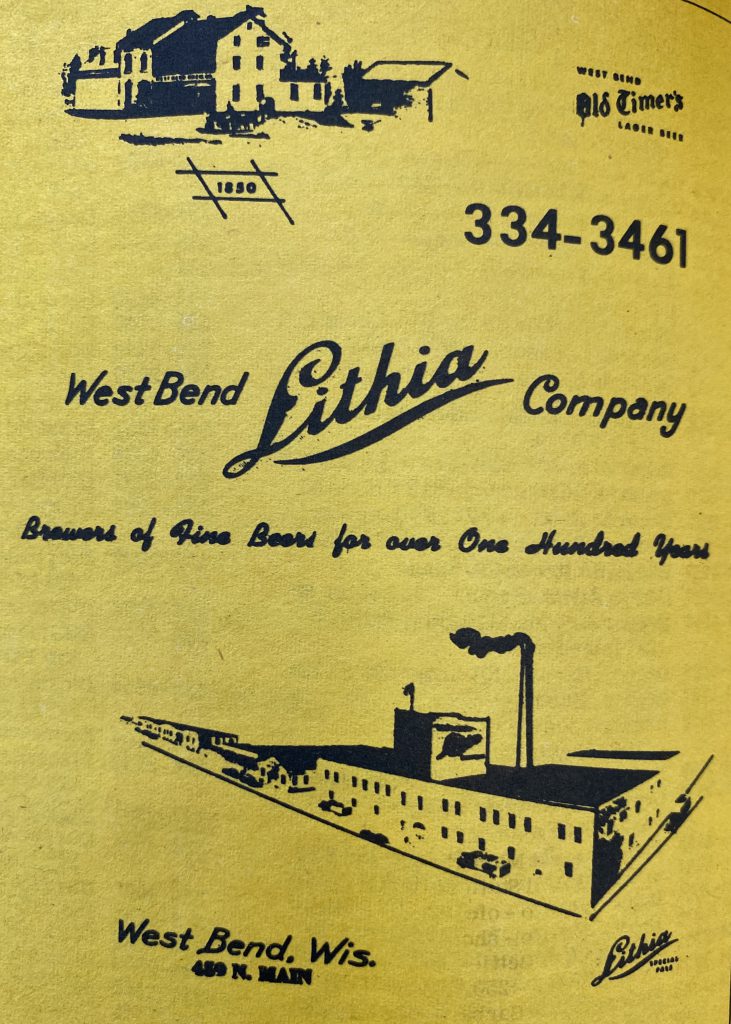 WEST BEND
Old Timer's
LAGER BEER
1850
334-3461
West Bend Lithia Company
Brewers of Fine Beers for over One Hundred Years
West Bend, Wis.
459 N. MAIN
Lithia
SPECIAL